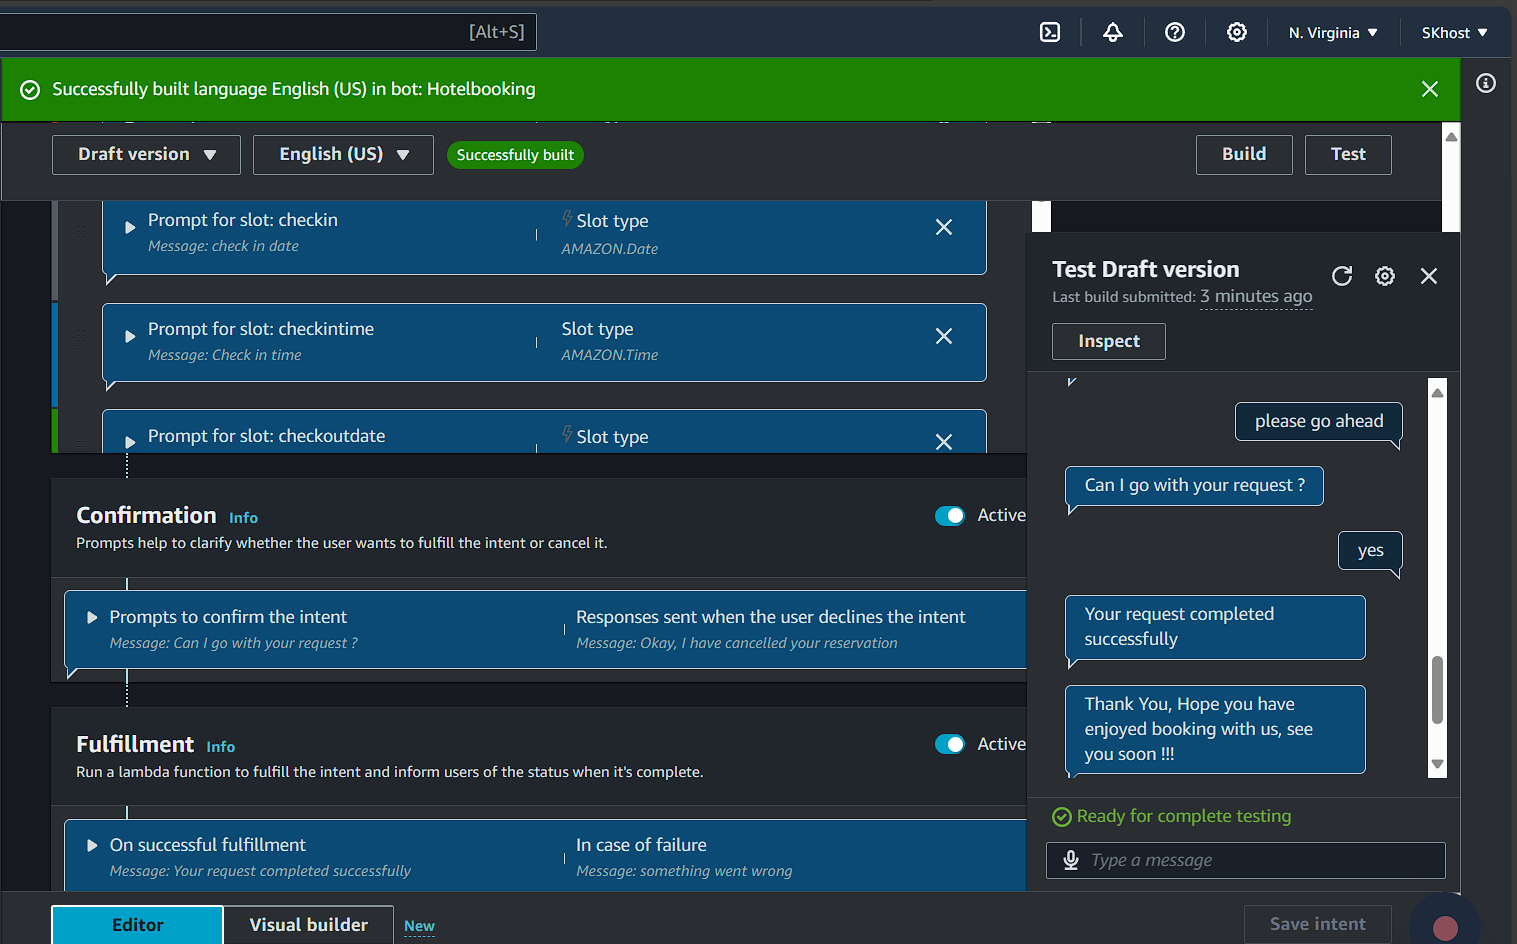 [Alt+S]
N. Virginia
SKhost
Successfully built language English (US) in bot: Hotelbooking
Draft version
English (US)
Successfully built
Build
Test
Prompt for slot: checkin
Message: check in date
Slot type
AMAZON.Date
Prompt for slot: checkintime
Message: Check in time
Slot type
AMAZON.Time
Prompt for slot: checkoutdate
Slot type
Confirmation Info
Active
Prompts help to clarify whether the user wants to fulfill the intent or cancel it.
Prompts to confirm the intent
Message: Can I go with your request ?
Responses sent when the user declines the intent
Message: Okay, I have cancelled your reservation
Fulfillment Info
Active
Run a lambda function to fulfill the intent and inform users of the status when it's complete.
On successful fulfillment
Message: Your request completed successfully
In case of failure
Message: something went wrong
Editor
Visual builder
New
Save intent
Test Draft version
Last build submitted: 3 minutes ago
Inspect
please go ahead
Can I go with your request ?
yes
Your request completed
successfully
Thank You, Hope you have
enjoyed booking with us, see
you soon !!!
Ready for complete testing
Type a message